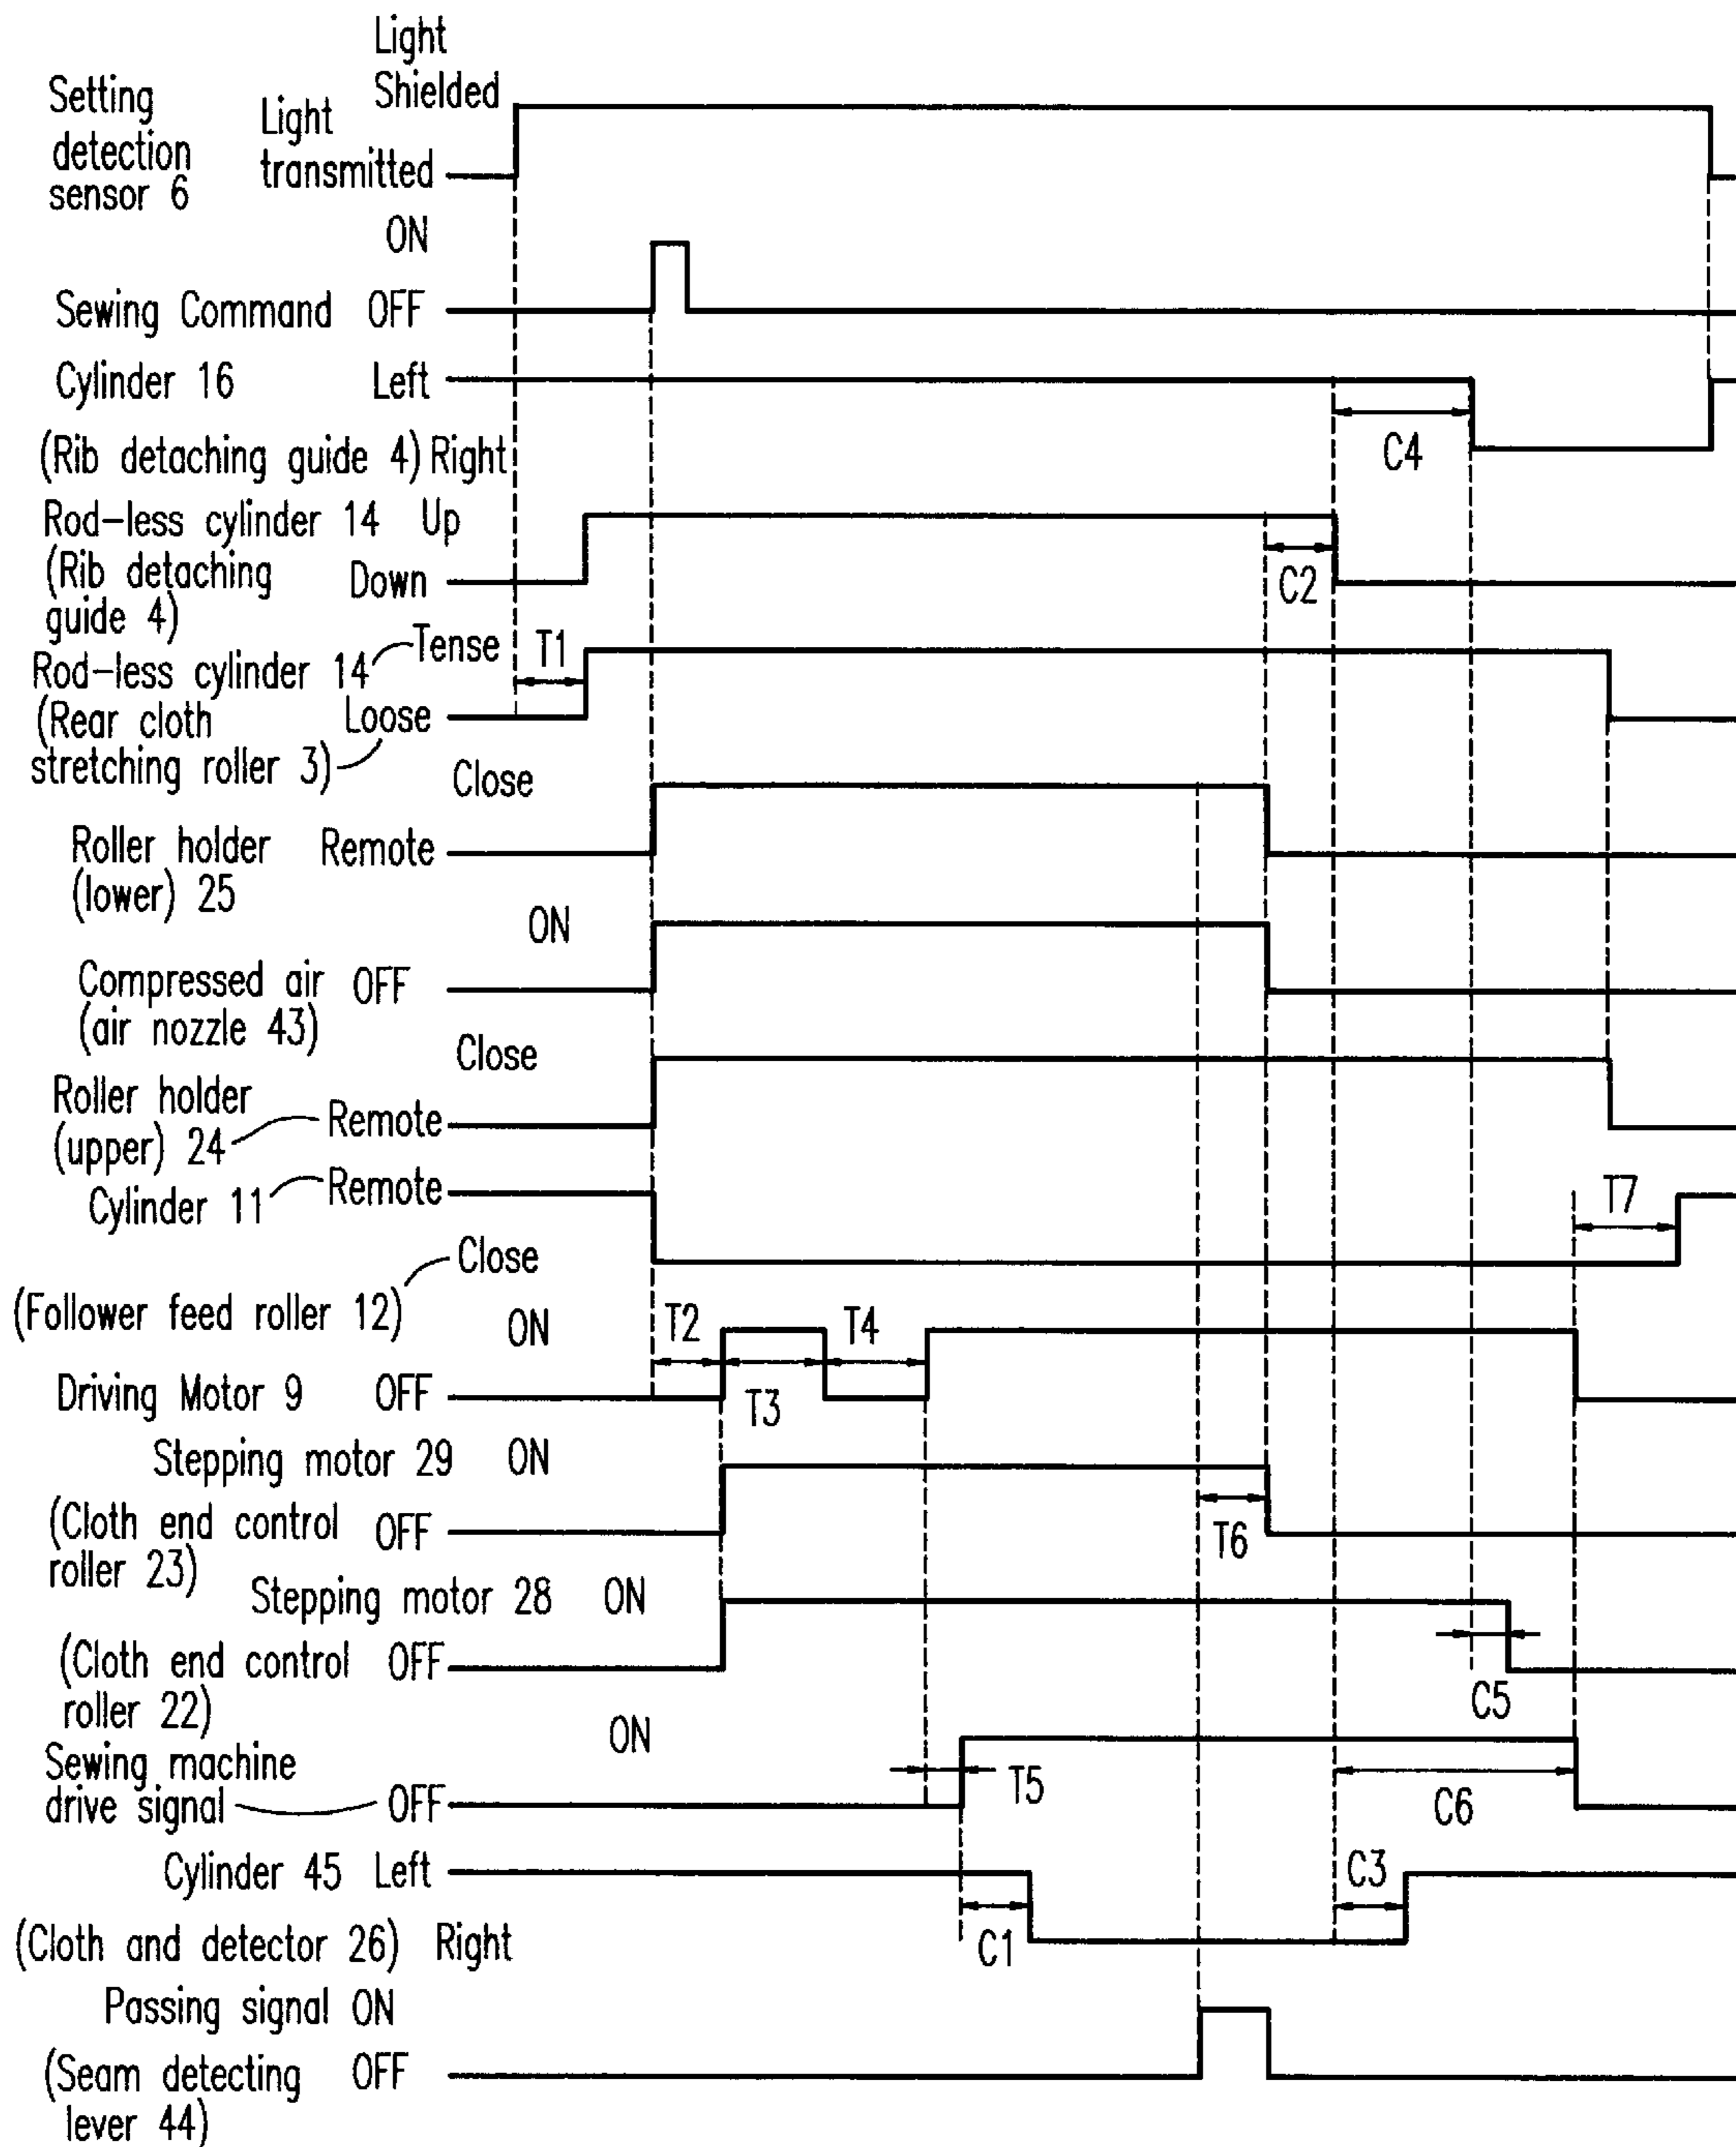 Light
Shielded
Setting
detection
sensor 6
Light
transmitted
ON
Sewing Command OFF
Cylinder 16 Left
C4
(Rib detaching guide 4) Right
Rod-less cylinder 14 Up
(Rib detaching
guide 4)
Down
C2
Tense
T1
Rod-less cylinder 14
(Rear cloth
stretching roller 3)
Loose
Close
Roller holder
(lower) 25
Remote
ON
Compressed air
(air nozzle 43)
OFF
Close
Roller holder
(upper) 24
Remote
Cylinder 11 Remote
T7
Close
(Follower feed roller 12)
ON
T2
T4
Driving Motor 9 OFF
T3
Stepping motor 29 ON
(Cloth end control
roller 23)
OFF
T6
Stepping motor 28 ON
(Cloth end control
roller 22)
OFF
C5
ON
Sewing machine
drive signal
OFF
T5
C6
Cylinder 45 Left
C3
(Cloth and detector 26) Right
C1
Passing signal ON
(Seam detecting
lever 44)
OFF